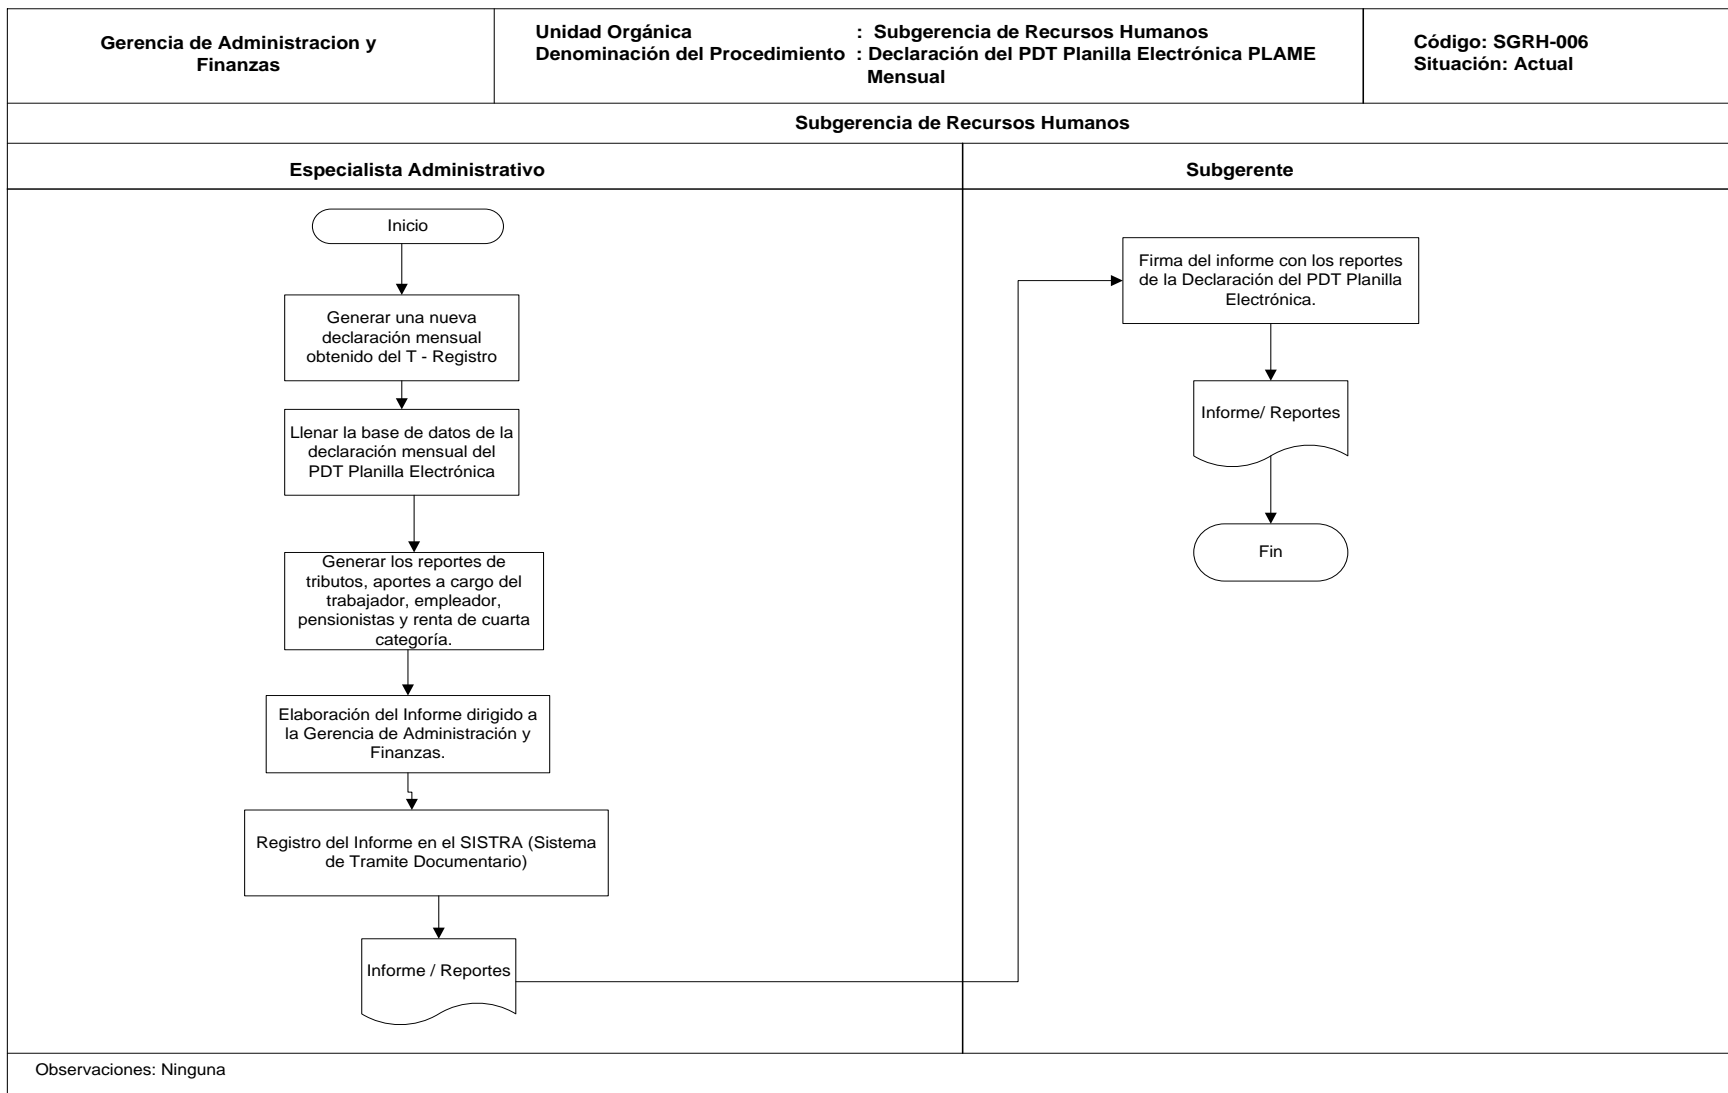 Gerencia de Administracion y
Finanzas
Unidad Orgánica : Subgerencia de Recursos Humanos
Denominación del Procedimiento : Declaración del PDT Planilla Electrónica PLAME
Mensual
Código: SGRH-006
Situación: Actual
Subgerencia de Recursos Humanos
Especialista Administrativo
Subgerente
Inicio
Generar una nueva
declaración mensual
obtenido del T - Registro
Llenar la base de datos de la
declaración mensual del
PDT Planilla Electrónica
Generar los reportes de
tributos, aportes a cargo del
trabajador, empleador,
pensionistas y renta de cuarta
categoría.
Elaboración del Informe dirigido a
la Gerencia de Administración y
Finanzas.
Registro del Informe en el SISTRA (Sistema
de Tramite Documentario)
Informe / Reportes
Firma del informe con los reportes
de la Declaración del PDT Planilla
Electrónica.
Informe/ Reportes
Fin
Observaciones: Ninguna